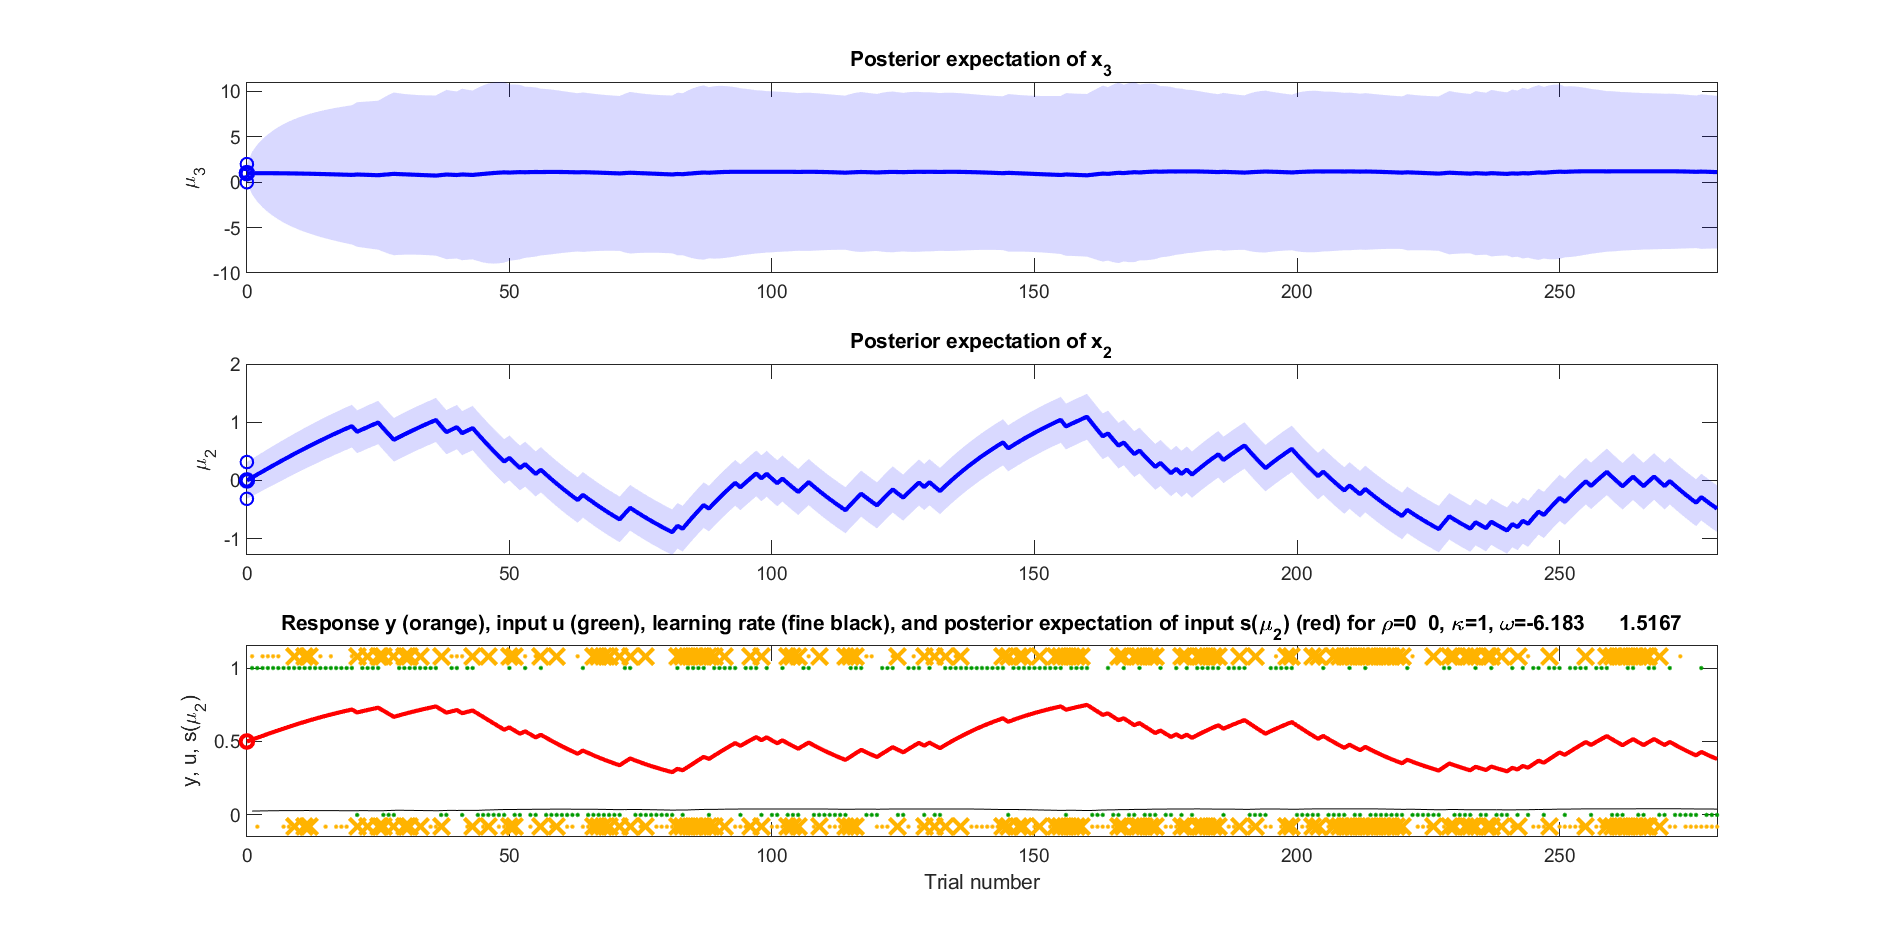 Posterior expectation of x₃
10
5
0
-5
-10
μ₃
0 50 100 150 200 250
Posterior expectation of x₂
2
1
0
-1
μ₂
0 50 100 150 200 250
Response y (orange), input u (green), learning rate (fine black), and posterior expectation of input s(μ₂) (red) for ρ=0 0, κ=1, ω=-6.183 1.5167
1
0.5
0
y, u, s(μ₂)
0 50 100 150 200 250
Trial number